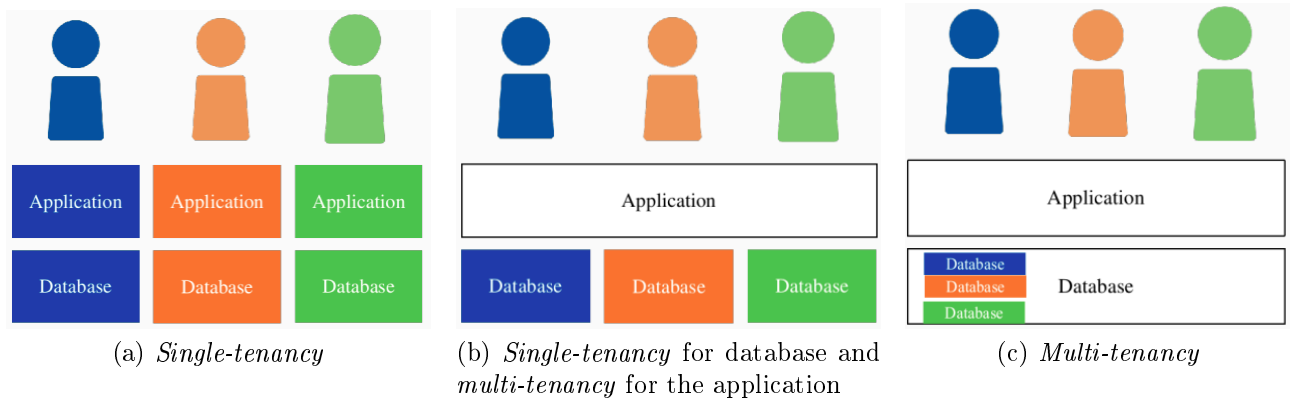 Application Application Application
Database Database Database
(a) Single-tenancy
Application
Database Database Database
(b) Single-tenancy for database and
multi-tenancy for the application
Application
Database
Database
Database
Database
(c) Multi-tenancy